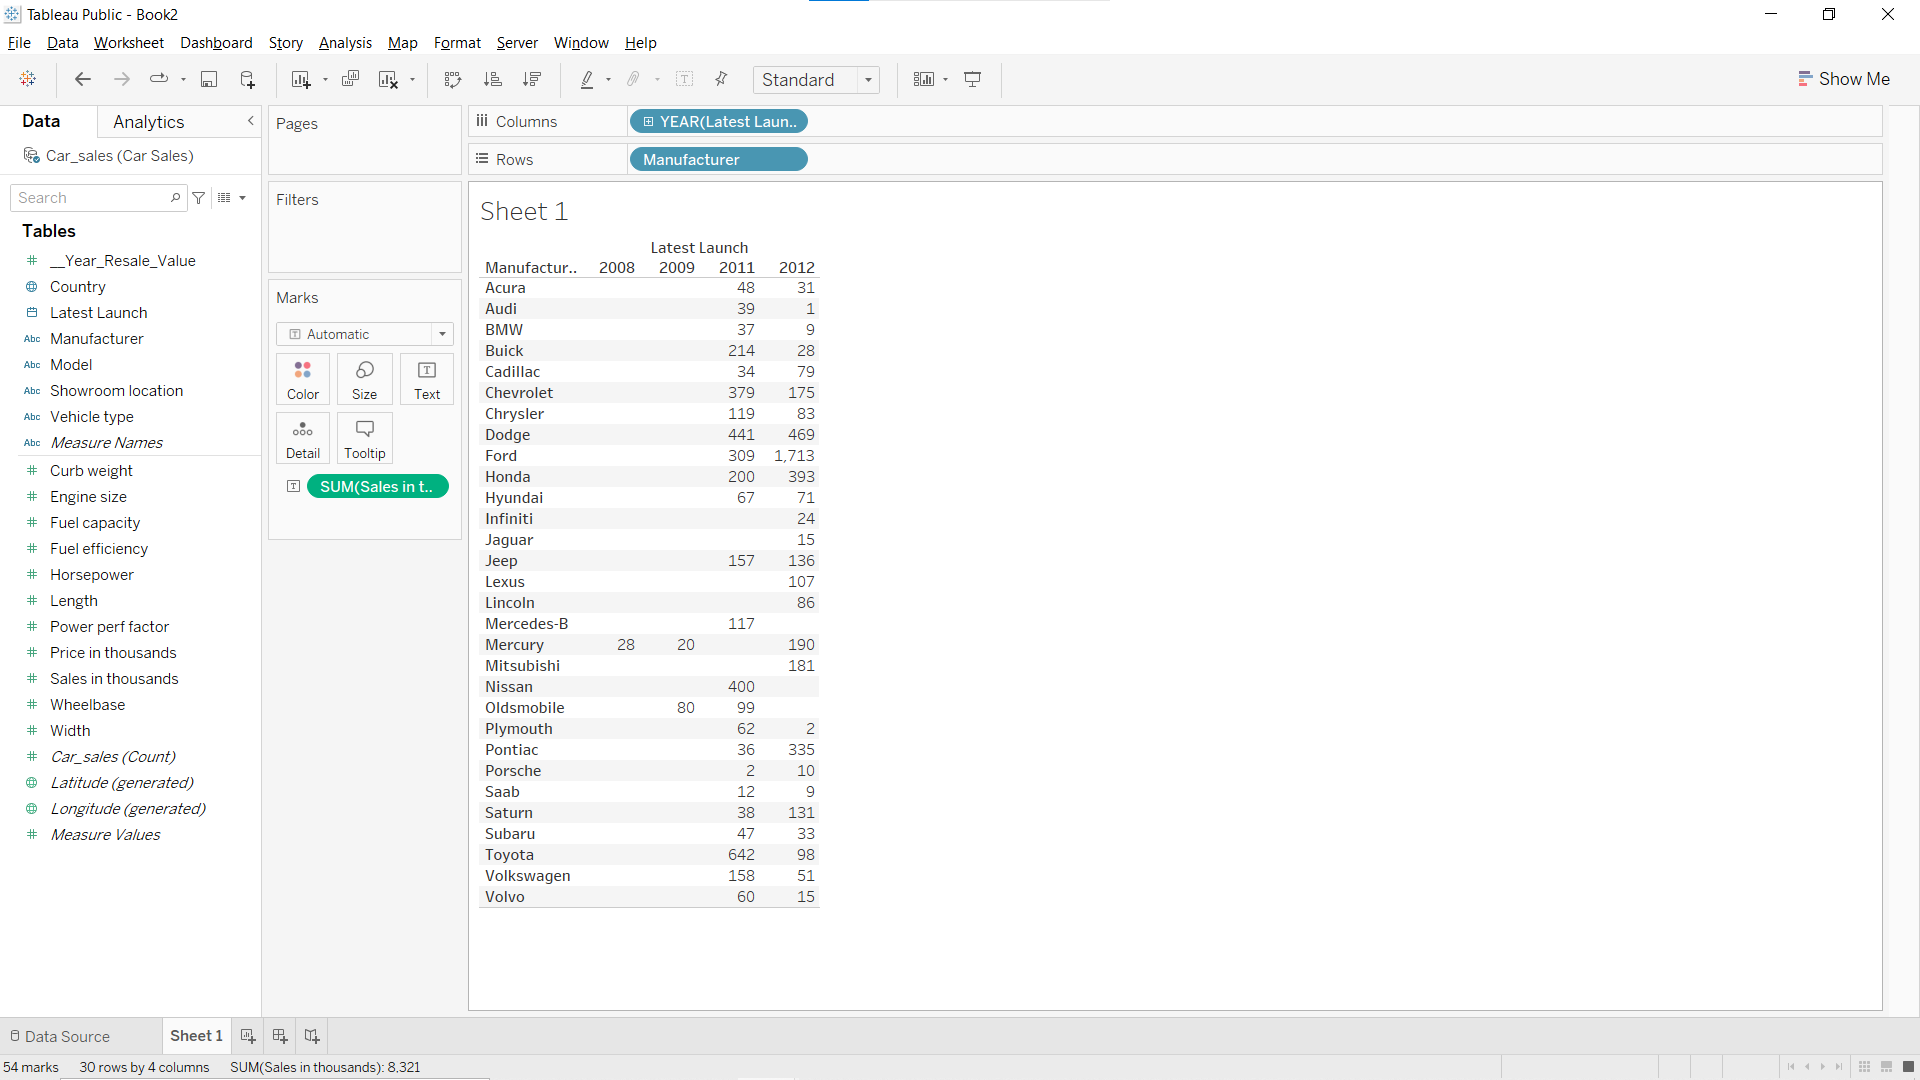 Tableau Public - Book2
File Data Worksheet Dashboard Story Analysis Map Format Server Window Help
Standard
Show Me
Data Analytics
Car_sales (Car Sales)
Search
Tables
__Year_Resale_Value
Country
Latest Launch
Abc Manufacturer
Abc Model
Abc Showroom location
Abc Vehicle type
Abc Measure Names
Curb weight
Engine size
Fuel capacity
Fuel efficiency
Horsepower
Length
Power perf factor
Price in thousands
Sales in thousands
Wheelbase
Width
Car_sales (Count)
Latitude (generated)
Longitude (generated)
Measure Values
Pages
Filters
Marks
Automatic
Color Size Text
Detail Tooltip
SUM(Sales in t..
Columns YEAR(Latest Laun..
Rows Manufacturer
Sheet 1
Latest Launch
Manufactur.. 2008 2009 2011 2012
Acura 48 31
Audi 39 1
BMW 37 9
Buick 214 28
Cadillac 34 79
Chevrolet 379 175
Chrysler 119 83
Dodge 441 469
Ford 309 1,713
Honda 200 393
Hyundai 67 71
Infiniti 24
Jaguar 15
Jeep 157 136
Lexus 107
Lincoln 86
Mercedes-B 117
Mercury 28 20 190
Mitsubishi 181
Nissan 400
Oldsmobile 80 99
Plymouth 62 2
Pontiac 36 335
Porsche 2 10
Saab 12 9
Saturn 38 131
Subaru 47 33
Toyota 642 98
Volkswagen 158 51
Volvo 60 15
Data Source Sheet 1
54 marks 30 rows by 4 columns SUM(Sales in thousands): 8,321